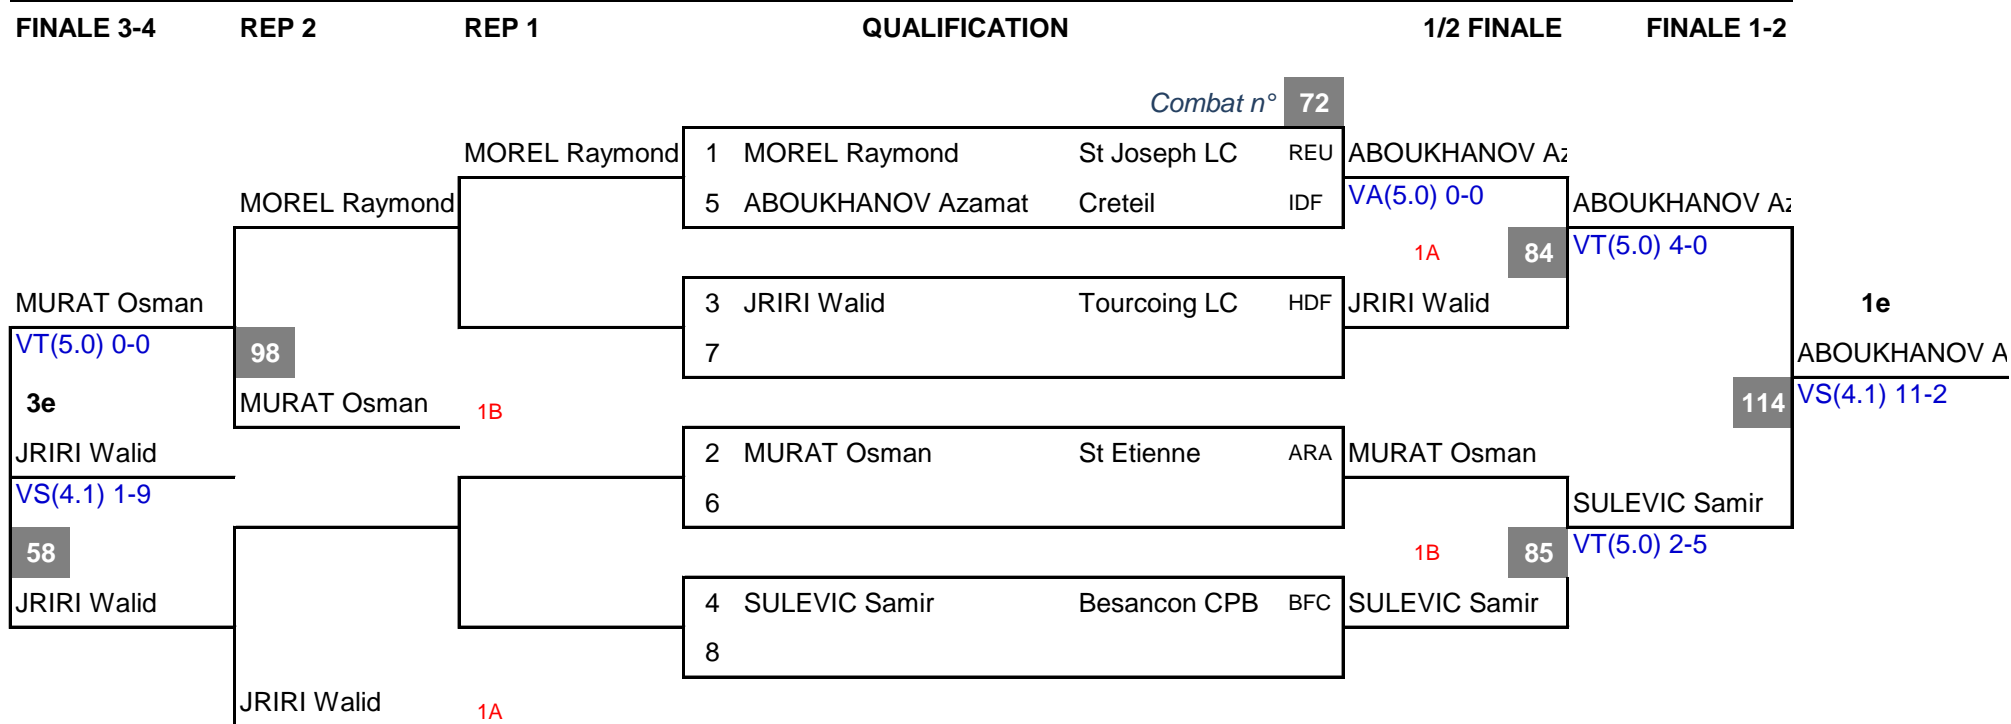 FINALE 3-4 REP 2 REP 1 QUALIFICATION 1/2 FINALE FINALE 1-2
Combat n° 72
MOREL Raymond 1 MOREL Raymond St Joseph LC REU ABOUKHANOV Az
MOREL Raymond 5 ABOUKHANOV Azamat Creteil IDF VA(5.0) 0-0 ABOUKHANOV Az
1A 84 VT(5.0) 4-0
MURAT Osman 3 JRIRI Walid Tourcoing LC HDF JRIRI Walid 1e
VT(5.0) 0-0 98 7 ABOUKHANOV A
3e MURAT Osman 1B 114 VS(4.1) 11-2
JRIRI Walid 2 MURAT Osman St Etienne ARA MURAT Osman
VS(4.1) 1-9 6 SULEVIC Samir
58 1B 85 VT(5.0) 2-5
JRIRI Walid 4 SULEVIC Samir Besancon CPB BFC SULEVIC Samir
8
JRIRI Walid 1A